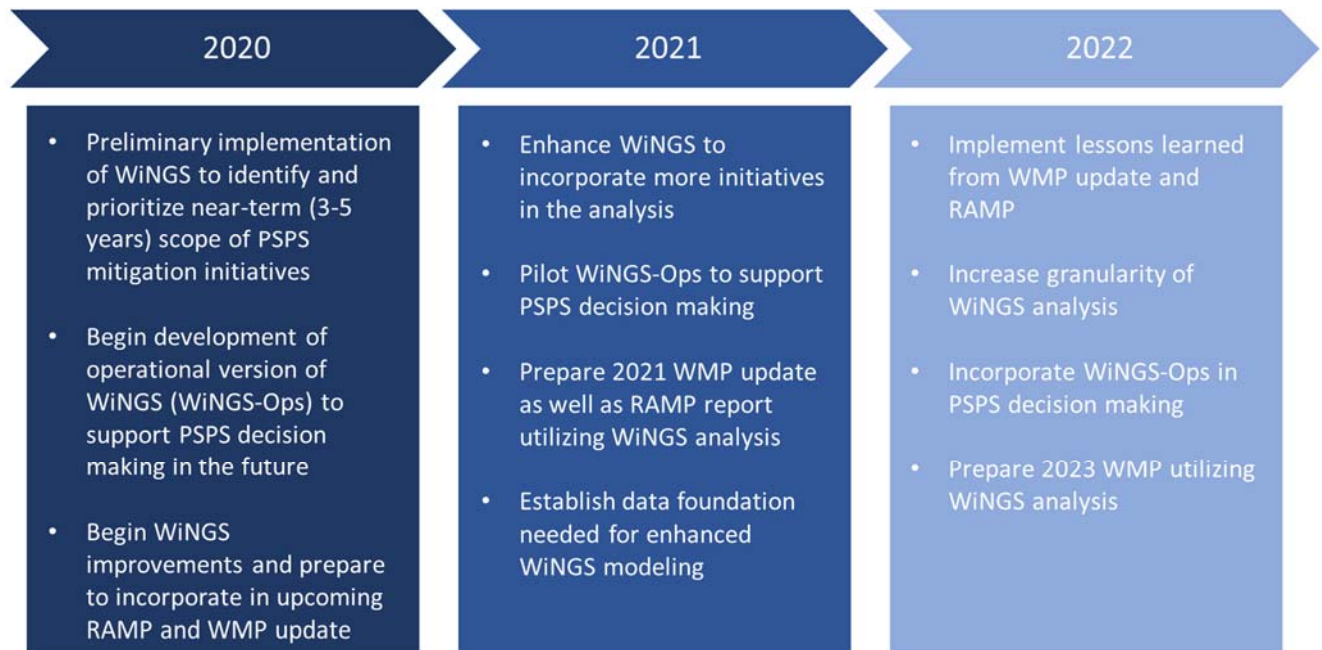 2020
• Preliminary implementation
of WiNGS to identify and
prioritize near-term (3-5
years) scope of PSPS
mitigation initiatives
• Begin development of
operational version of
WiNGS (WiNGS-Ops) to
support PSPS decision
making in the future
• Begin WiNGS
improvements and prepare
to incorporate in upcoming
RAMP and WMP update
2021
• Enhance WiNGS to
incorporate more initiatives
in the analysis
• Pilot WiNGS-Ops to support
PSPS decision making
• Prepare 2021 WMP update
as well as RAMP report
utilizing WiNGS analysis
• Establish data foundation
needed for enhanced
WiNGS modeling
2022
• Implement lessons learned
from WMP update and
RAMP
• Increase granularity of
WiNGS analysis
• Incorporate WiNGS-Ops in
PSPS decision making
• Prepare 2023 WMP utilizing
WiNGS analysis